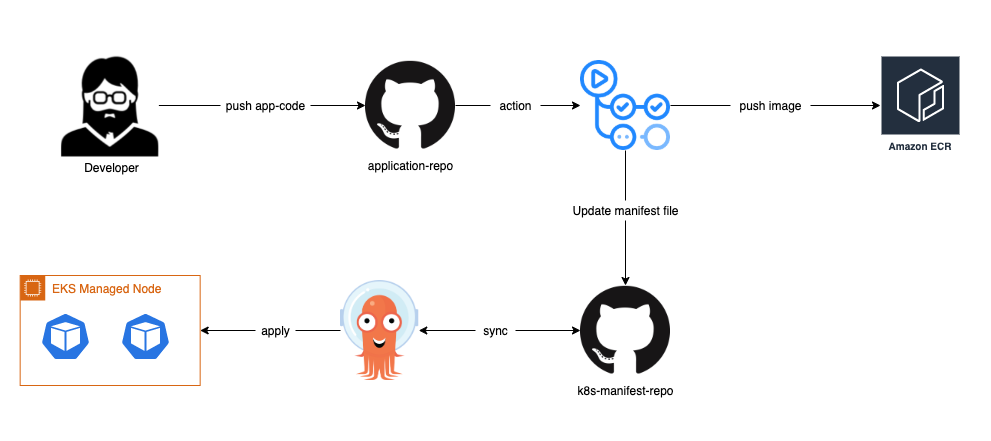 push app-code
action
push image
Developer
application-repo
Amazon ECR
Update manifest file
EKS Managed Node
apply
sync
k8s-manifest-repo